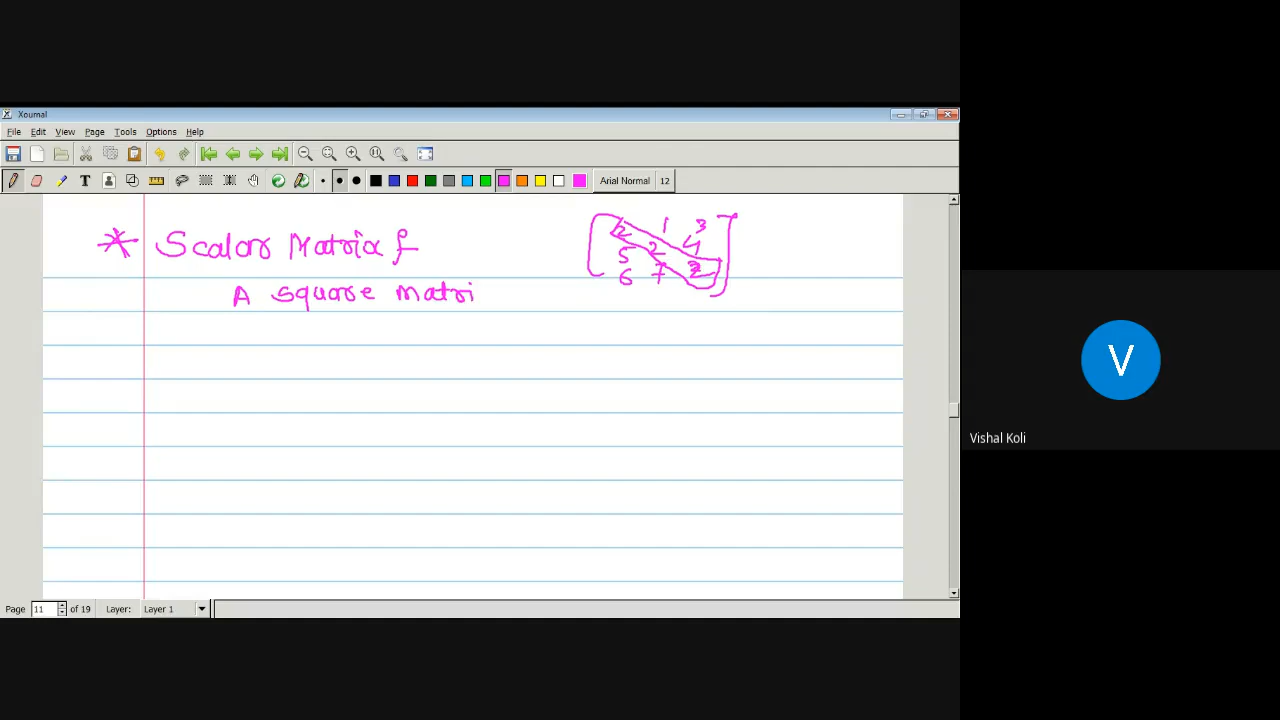 Xournal
File Edit View Page Tools Options Help
T Arial Normal 12
* Scalar Matrix
2 1 3
5 2 4
6 7 2
A square matri
V
Vishal Koli
Page 11 of 19 Layer: Layer 1